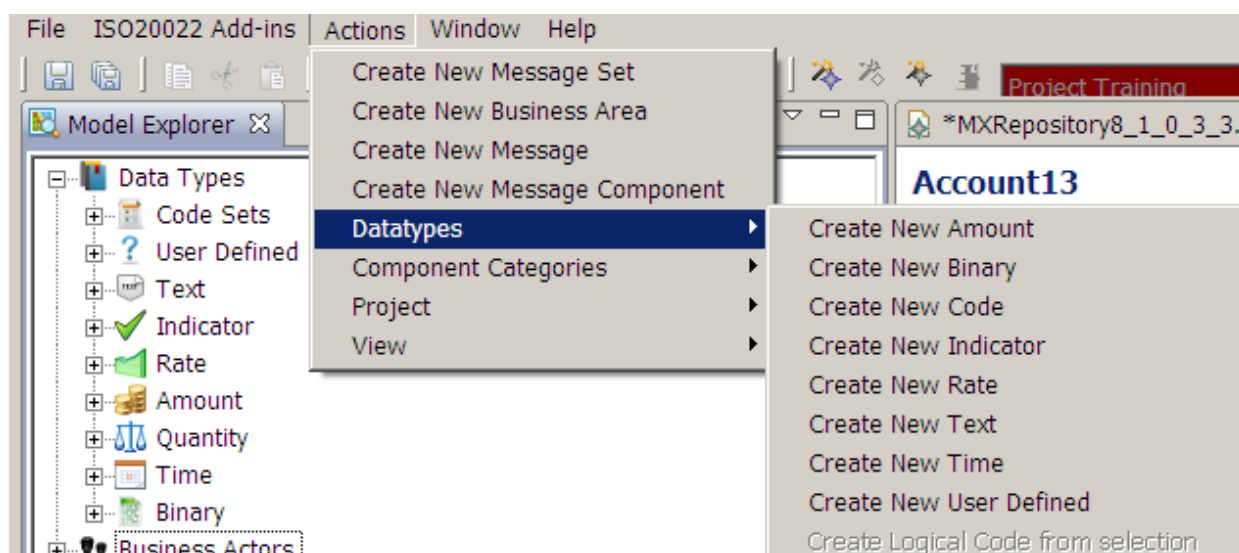 File ISO20022 Add-ins Actions Window Help
Project Training
Model Explorer
*MXRepository8_1_0_3_3.
Account13
Data Types
Code Sets
User Defined
Text
Indicator
Rate
Amount
Quantity
Time
Binary
Business Actors
Create New Message Set
Create New Business Area
Create New Message
Create New Message Component
Datatypes
Component Categories
Project
View
Create New Amount
Create New Binary
Create New Code
Create New Indicator
Create New Rate
Create New Text
Create New Time
Create New User Defined
Create Logical Code from selection